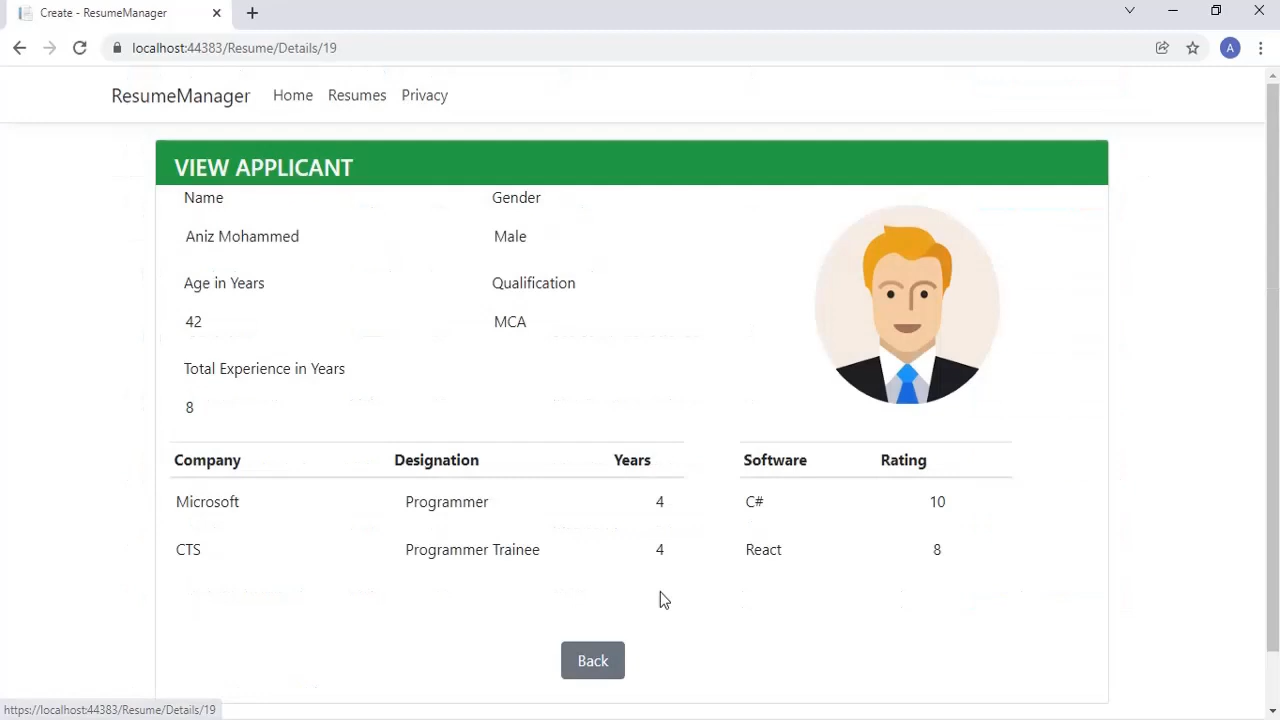 Create - ResumeManager
localhost:44383/Resume/Details/19
A
ResumeManager Home Resumes Privacy
VIEW APPLICANT
Name Gender
Aniz Mohammed Male
Age in Years Qualification
42 MCA
Total Experience in Years
8
Company Designation Years Software Rating
Microsoft Programmer 4 C# 10
CTS Programmer Trainee 4 React 8
Back
https://localhost:44383/Resume/Details/19